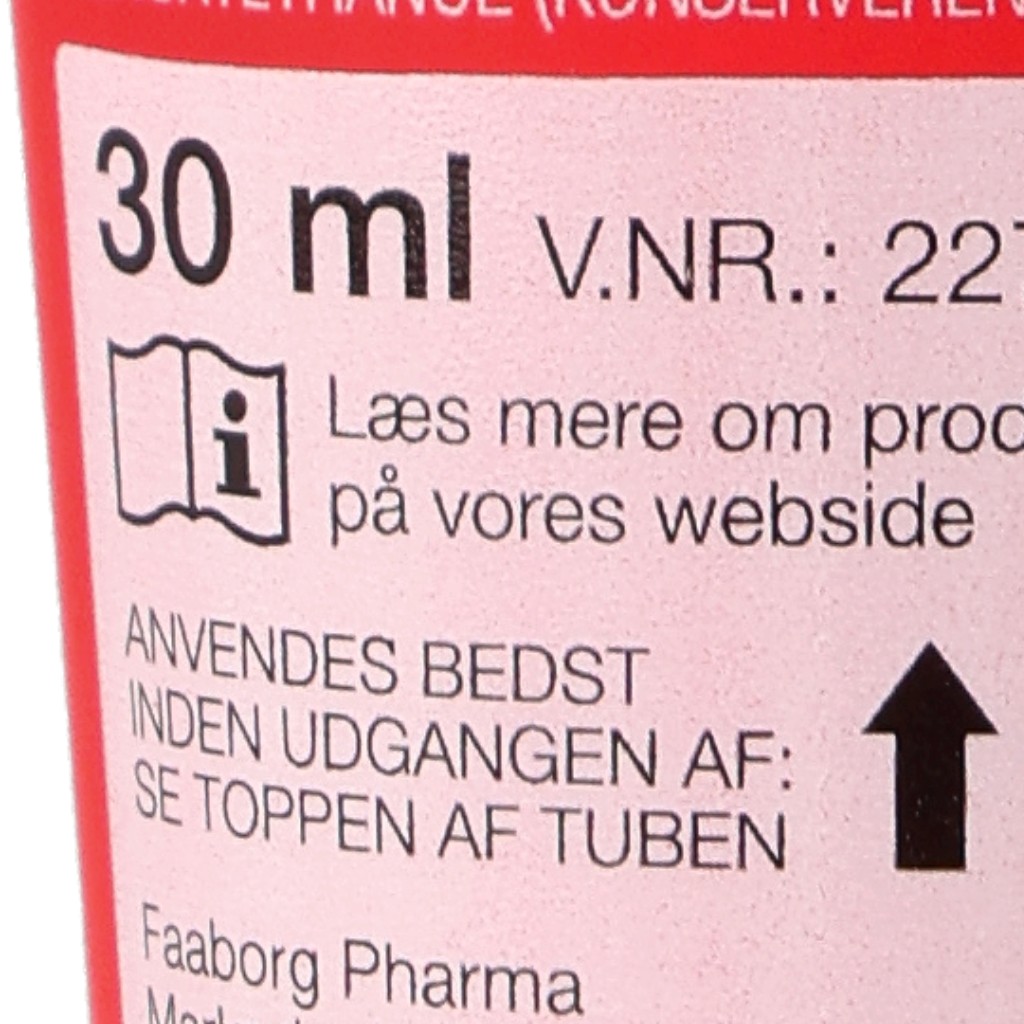 (KONSERVEREN
30 ml V.NR.: 22
Læs mere om prod
på vores webside
ANVENDES BEDST
INDEN UDGANGEN AF:
SE TOPPEN AF TUBEN
Faaborg Pharma